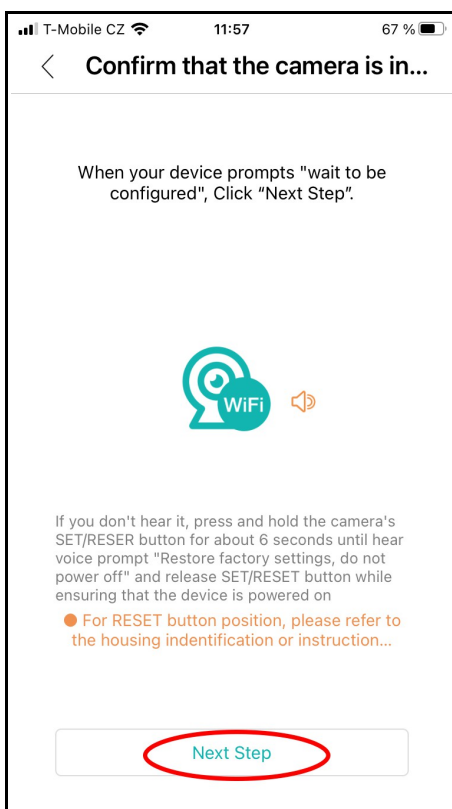 T-Mobile CZ 11:57 67 %
Confirm that the camera is in...
When your device prompts "wait to be
configured", Click “Next Step”.
WiFi
If you don't hear it, press and hold the camera's
SET/RESER button for about 6 seconds until hear
voice prompt "Restore factory settings, do not
power off" and release SET/RESET button while
ensuring that the device is powered on
For RESET button position, please refer to
the housing indentification or instruction...
Next Step